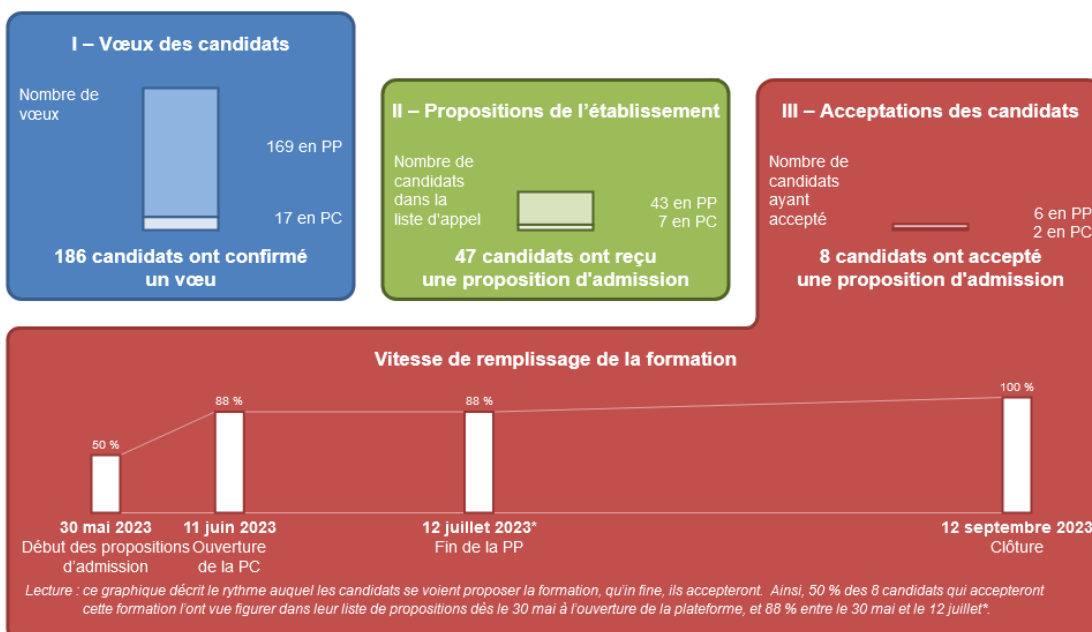 I – Vœux des candidats
Nombre de
vœux
169 en PP
17 en PC
186 candidats ont confirmé
un vœu
II – Propositions de l'établissement
Nombre de
candidats
dans la
liste d'appel
43 en PP
7 en PC
47 candidats ont reçu
une proposition d'admission
III – Acceptations des candidats
Nombre de
candidats
ayant
accepté
6 en PP
2 en PC
8 candidats ont accepté
une proposition d'admission
Vitesse de remplissage de la formation
50 %
88 %
88 %
100 %
30 mai 2023
Début des propositions
d'admission
11 juin 2023
Ouverture
de la PC
12 juillet 2023*
Fin de la PP
12 septembre 2023
Clôture
Lecture : ce graphique décrit le rythme auquel les candidats se voient proposer la formation, qu'in fine, ils accepteront. Ainsi, 50 % des 8 candidats qui accepteront
cette formation l'ont vue figurer dans leur liste de propositions dès le 30 mai à l'ouverture de la plateforme, et 88 % entre le 30 mai et le 12 juillet*.